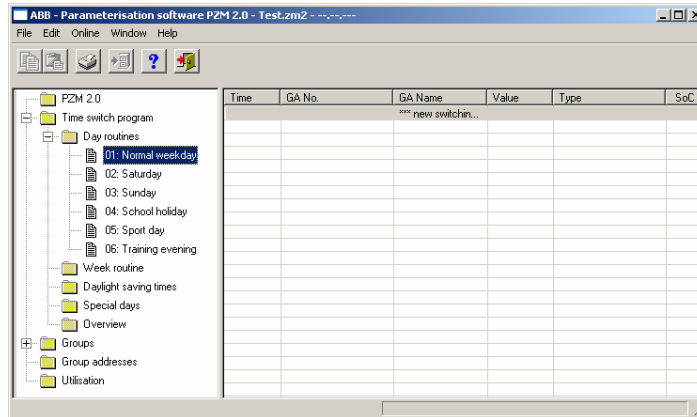 ABB - Parameterisation software PZM 2.0 - Test.zm2 - --.--.----
File Edit Online Window Help
PZM 2.0
Time switch program
Day routines
01: Normal weekday
02: Saturday
03: Sunday
04: School holiday
05: Sport day
06: Training evening
Week routine
Daylight saving times
Special days
Overview
Groups
Group addresses
Utilisation
Time GA No. GA Name Value Type SoC
*** new switchin...